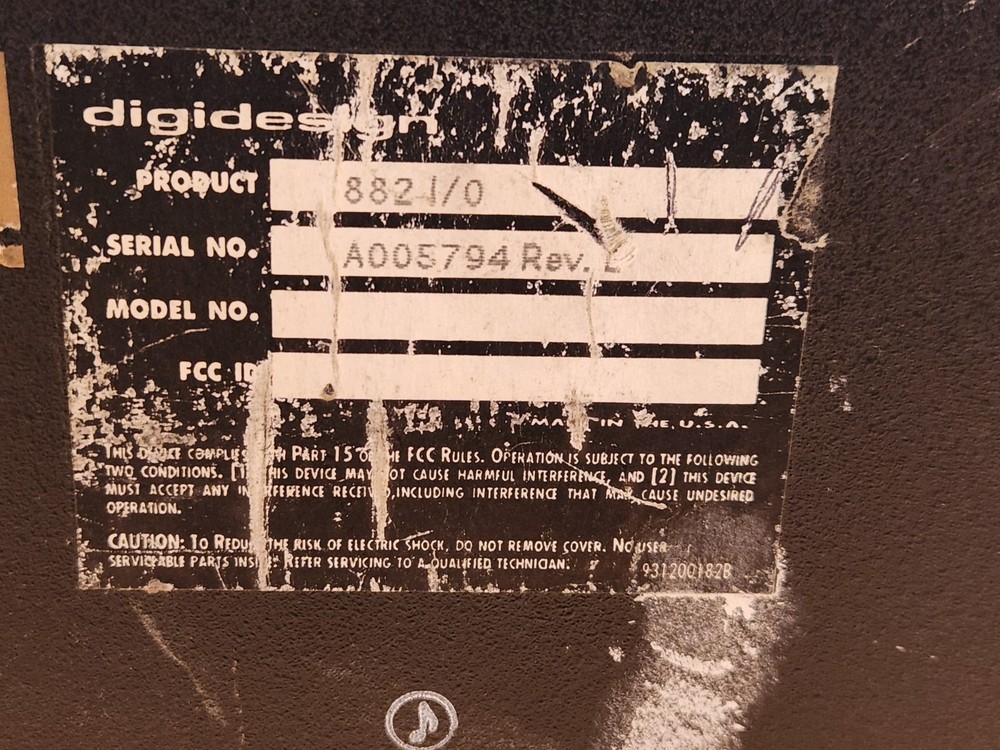 digidesign
PRODUCT 882 I/O
SERIAL NO. A005794 Rev.
MODEL NO.
FCC ID
MA IN THE U.S.A.
THIS DEVICE COMPLIES WITH PART 15 OF THE FCC RULES. OPERATION IS SUBJECT TO THE FOLLOWING
TWO CONDITIONS. [1] THIS DEVICE MAY NOT CAUSE HARMFUL INTERFERENCE, AND [2] THIS DEVICE
MUST ACCEPT ANY INTERFERENCE RECEIVED, INCLUDING INTERFERENCE THAT MAY CAUSE UNDESIRED
OPERATION.
CAUTION: TO REDUCE THE RISK OF ELECTRIC SHOCK, DO NOT REMOVE COVER. NO USER
SERVICEABLE PARTS INSIDE. REFER SERVICING TO A QUALIFIED TECHNICIAN.
931200182B